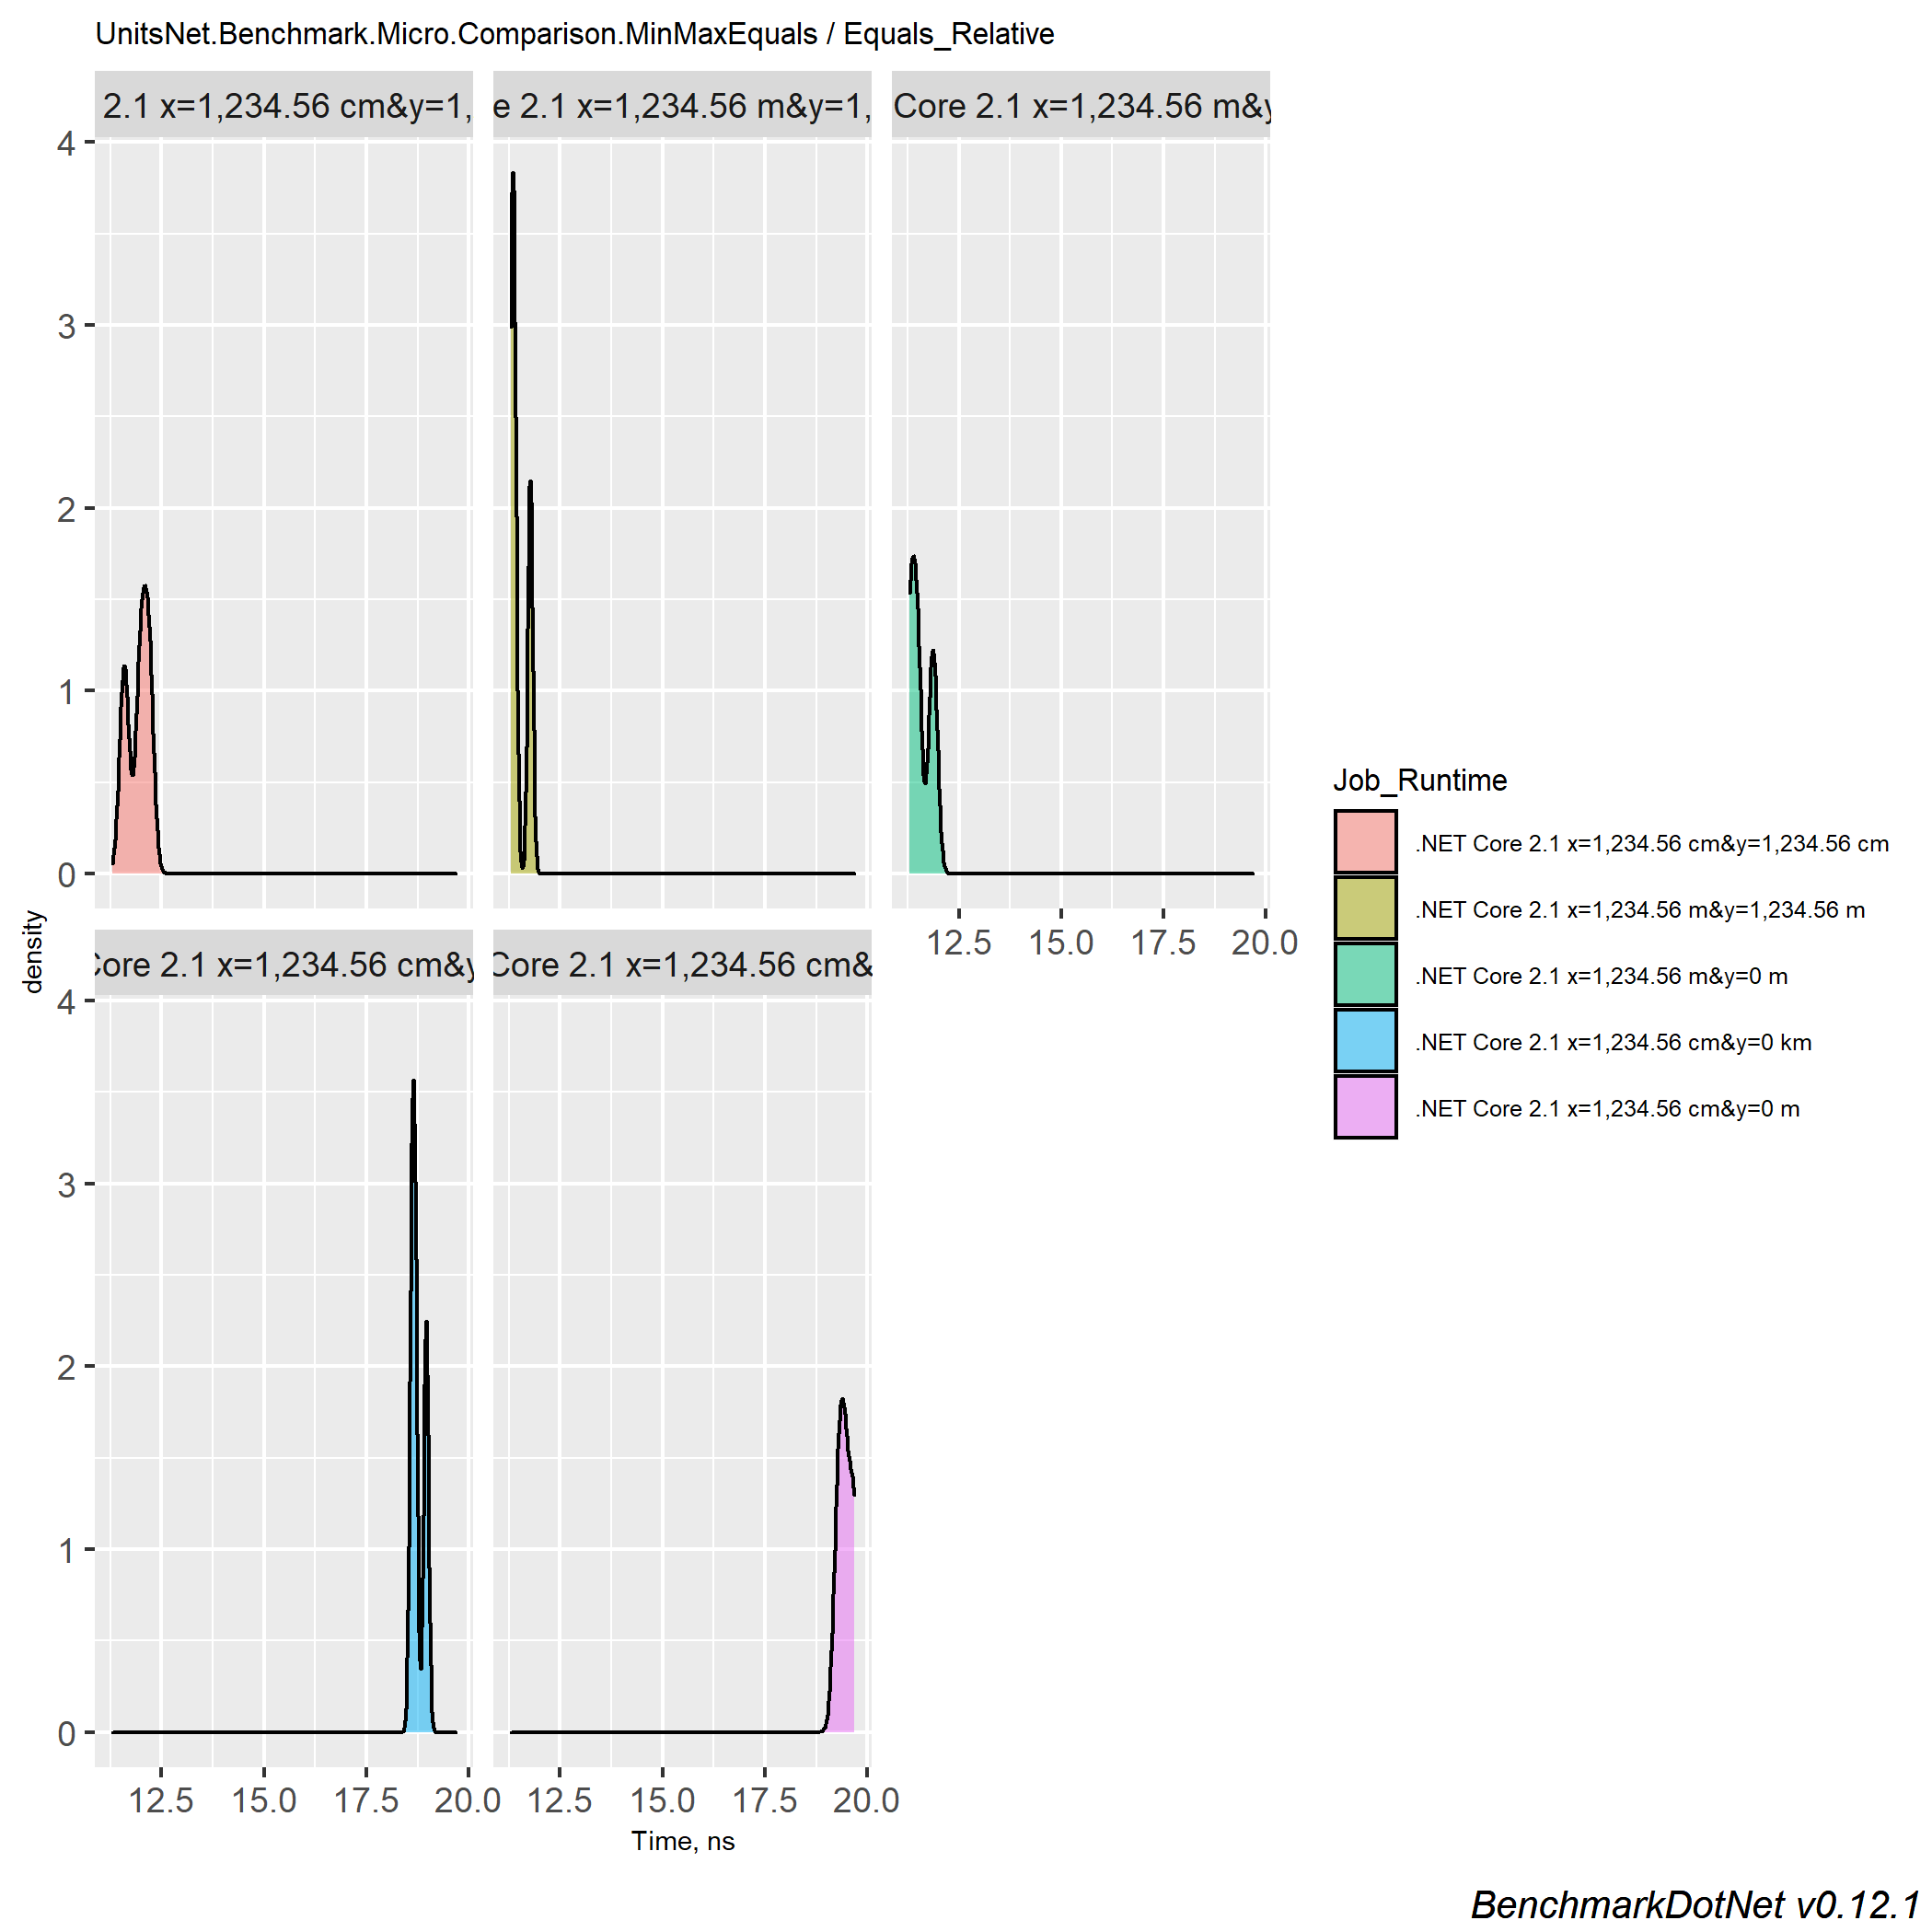 UnitsNet.Benchmark.Micro.Comparison.MinMaxEquals / Equals_Relative
2.1 x=1,234.56 cm&y=1,
e 2.1 x=1,234.56 m&y=1,
Core 2.1 x=1,234.56 m&y
4
3
2
1
0
12.5 15.0 17.5 20.0
density
Core 2.1 x=1,234.56 cm&y
Core 2.1 x=1,234.56 cm&
4
3
2
1
0
12.5 15.0 17.5 20.0
12.5 15.0 17.5 20.0
Time, ns
Job_Runtime
.NET Core 2.1 x=1,234.56 cm&y=1,234.56 cm
.NET Core 2.1 x=1,234.56 m&y=1,234.56 m
.NET Core 2.1 x=1,234.56 m&y=0 m
.NET Core 2.1 x=1,234.56 cm&y=0 km
.NET Core 2.1 x=1,234.56 cm&y=0 m
BenchmarkDotNet v0.12.1